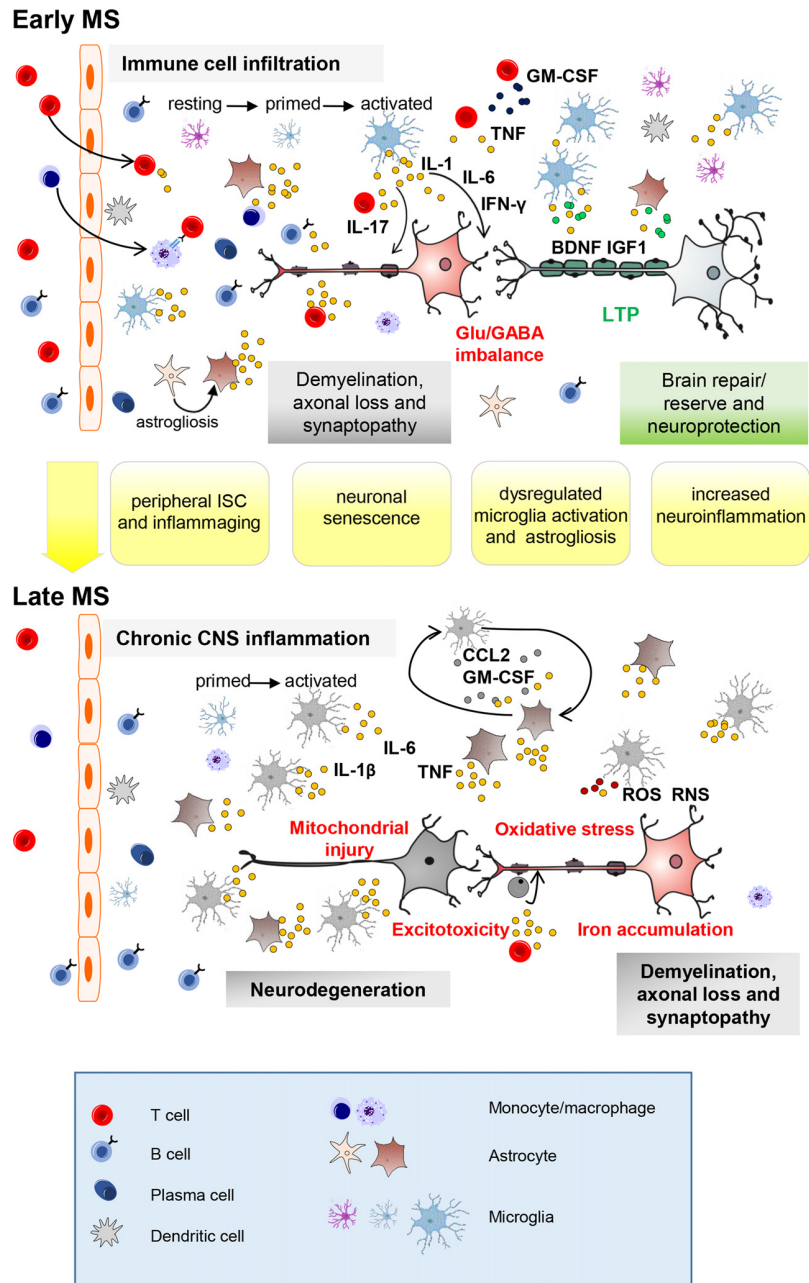 Early MS
Immune cell infiltration
resting primed activated
GM-CSF
TNF
IL-1
IL-6
IFN-γ
IL-17
BDNF IGF1
LTP
Glu/GABA
imbalance
astrogliosis
Demyelination,
axonal loss and
synaptopathy
Brain repair/
reserve and
neuroprotection
peripheral ISC
and inflammaging
neuronal
senescence
dysregulated
microglia activation
and astrogliosis
increased
neuroinflammation
Late MS
Chronic CNS inflammation
primed activated
CCL2
GM-CSF
IL-6
IL-1β
TNF
ROS RNS
Mitochondrial
injury
Oxidative stress
Excitotoxicity
Iron accumulation
Neurodegeneration
Demyelination,
axonal loss and
synaptopathy
T cell
B cell
Plasma cell
Dendritic cell
Monocyte/macrophage
Astrocyte
Microglia